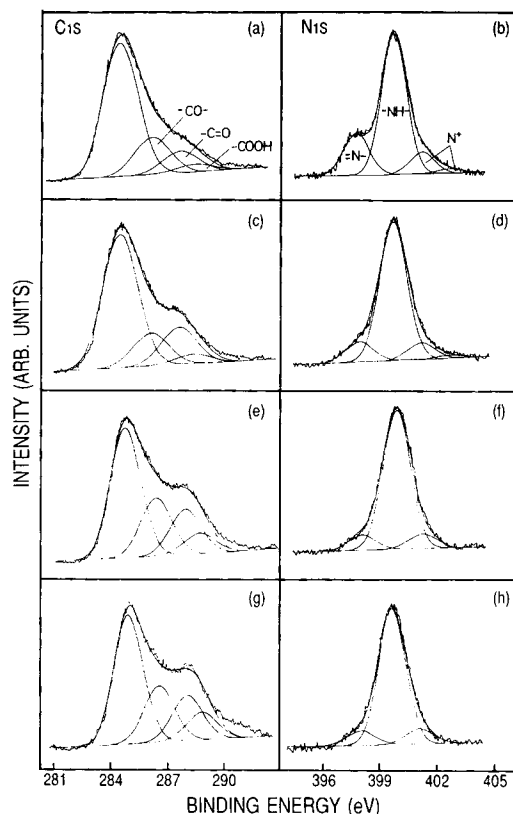 C1S (a)
-CO-
-C=O
-COOH
N1S (b)
-NH-
=N-
N+
(c)
(d)
(e)
(f)
(g)
(h)
INTENSITY (ARB. UNITS)
281 284 287 290
396 399 402 405
BINDING ENERGY (eV)